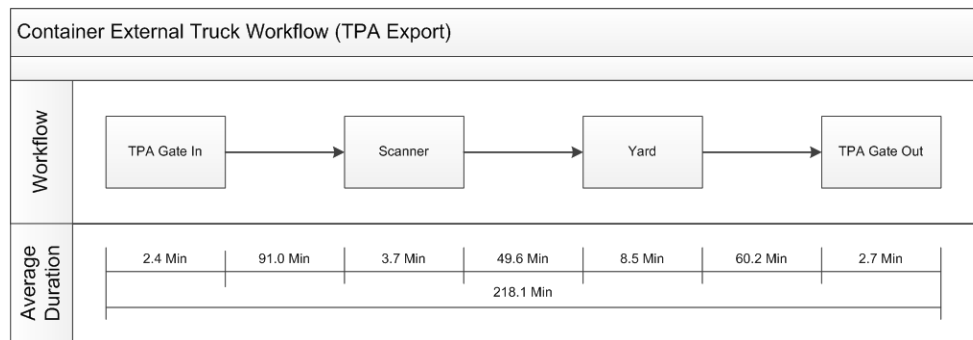 Container External Truck Workflow (TPA Export)
Workflow
TPA Gate In
Scanner
Yard
TPA Gate Out
Average
Duration
2.4 Min
91.0 Min
3.7 Min
49.6 Min
8.5 Min
60.2 Min
2.7 Min
218.1 Min